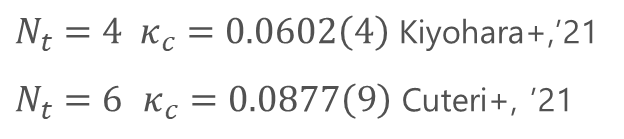 N_t = 4 κ_c = 0.0602(4) Kiyohara+,'21
N_t = 6 κ_c = 0.0877(9) Cuteri+, '21